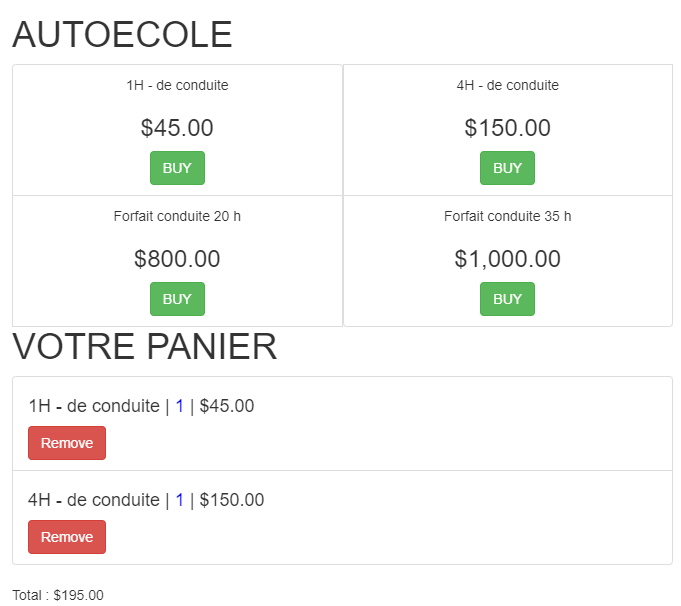 AUTOECOLE
1H - de conduite
$45.00
BUY
4H - de conduite
$150.00
BUY
Forfait conduite 20 h
$800.00
BUY
Forfait conduite 35 h
$1,000.00
BUY
VOTRE PANIER
1H - de conduite | 1 | $45.00
Remove
4H - de conduite | 1 | $150.00
Remove
Total : $195.00